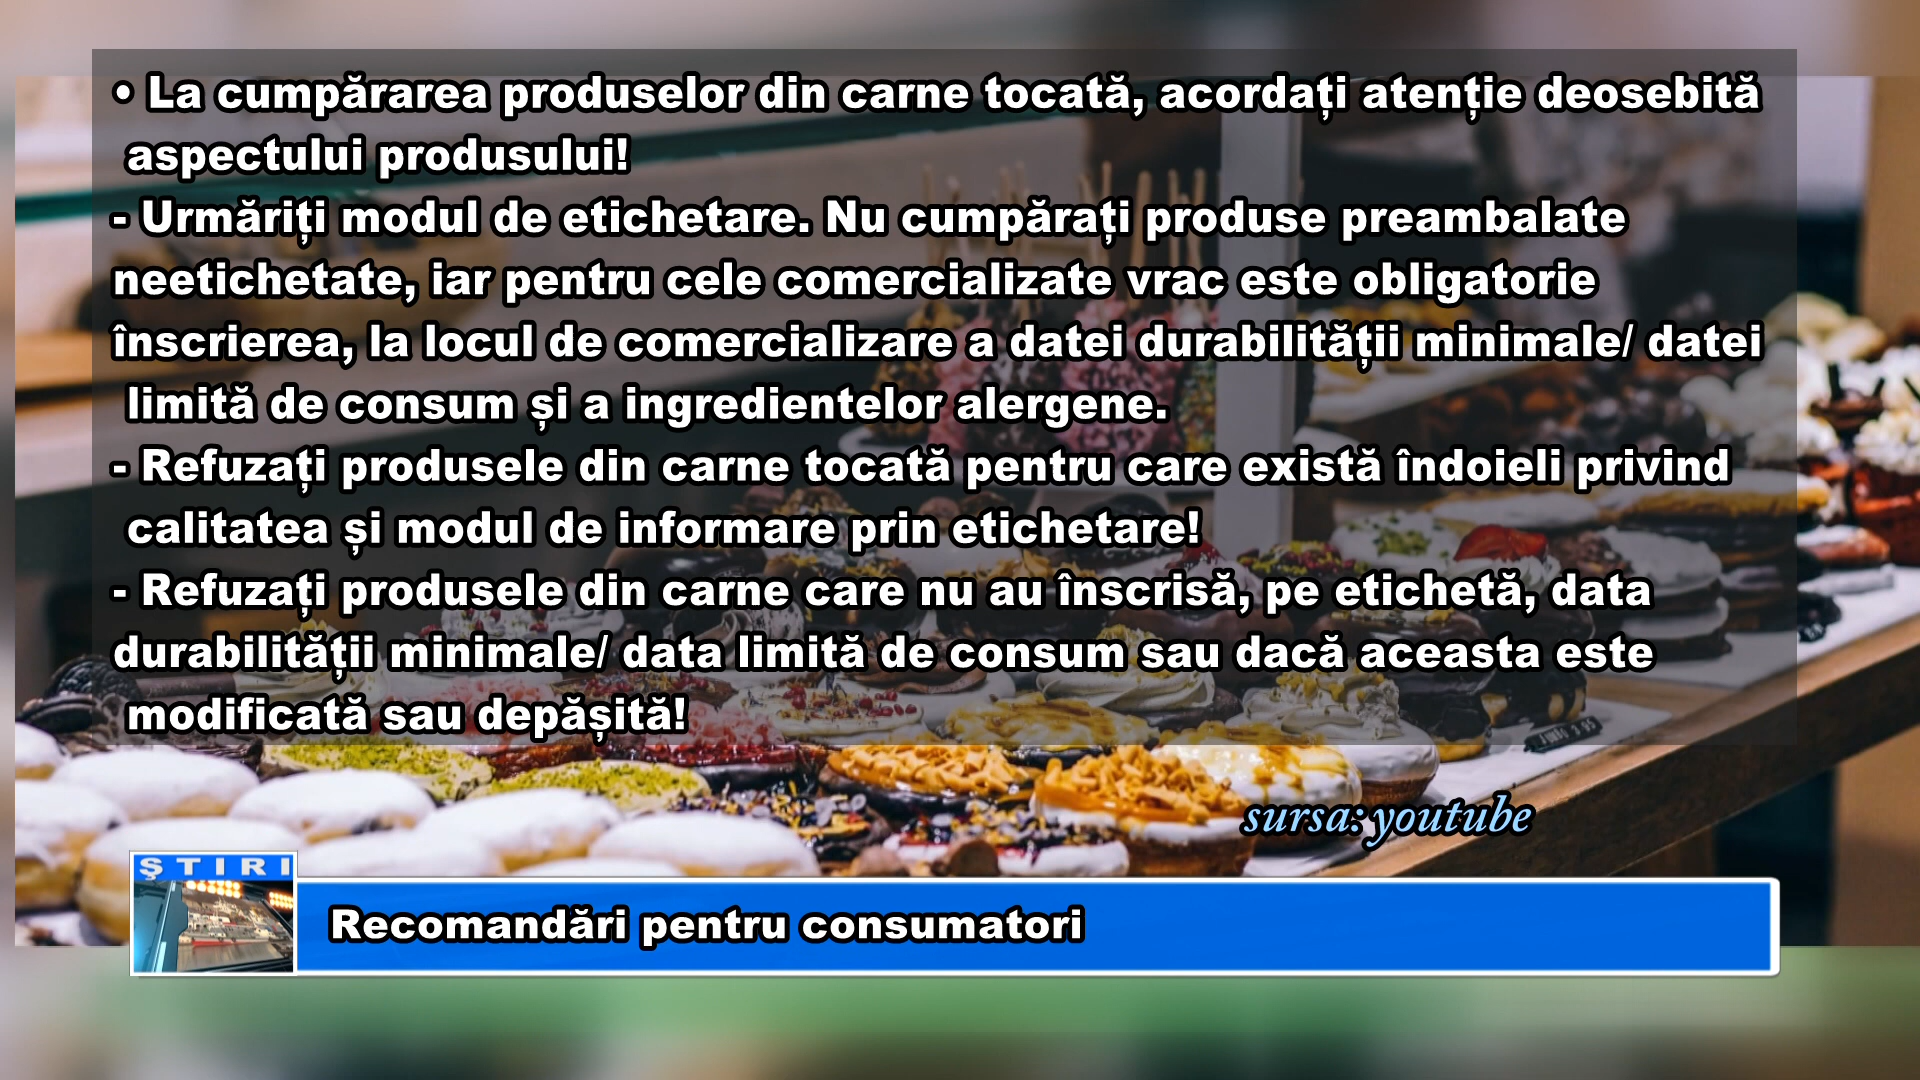 • La cumpărarea produselor din carne tocată, acordați atenție deosebită
aspectului produsului!
- Urmăriți modul de etichetare. Nu cumpărați produse preambalate
neetichetate, iar pentru cele comercializate vrac este obligatorie
înscrierea, la locul de comercializare a datei durabilității minimale/ datei
limită de consum și a ingredientelor alergene.
- Refuzați produsele din carne tocată pentru care există îndoieli privind
calitatea și modul de informare prin etichetare!
- Refuzați produsele din carne care nu au înscrisă, pe etichetă, data
durabilității minimale/ data limită de consum sau dacă aceasta este
modificată sau depășită!
sursa: youtube
ŞTIRI
Recomandări pentru consumatori